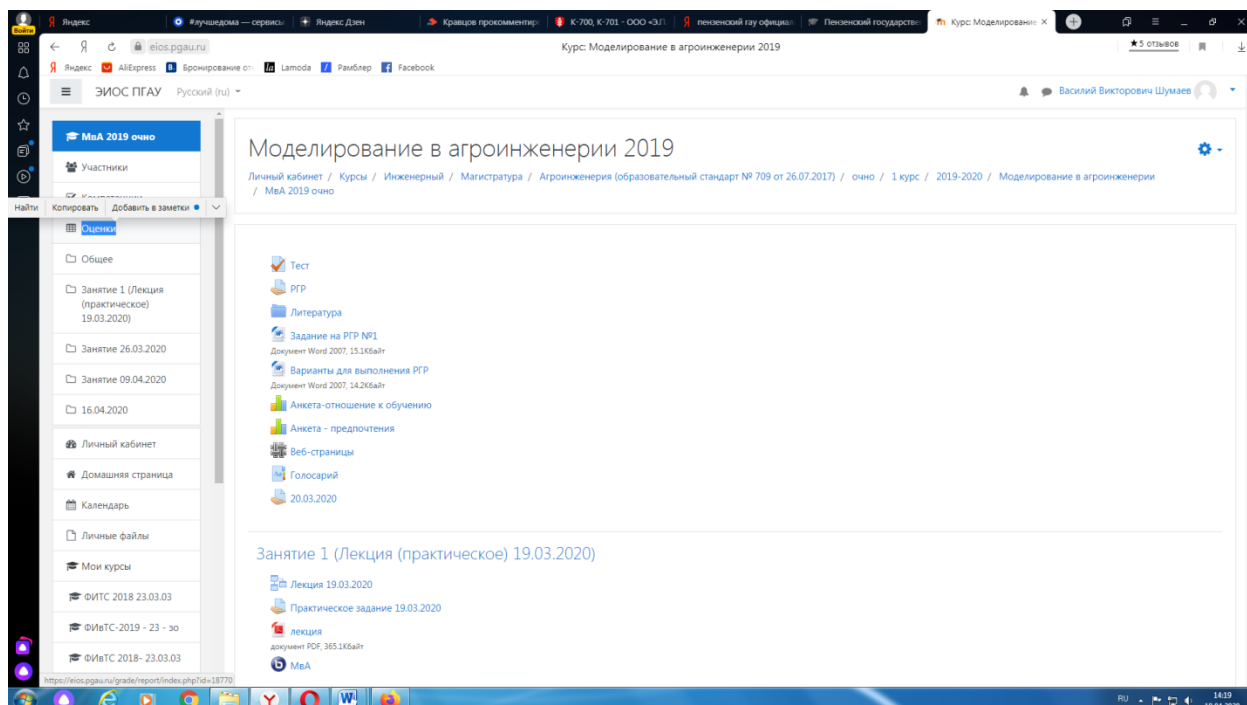 Яндекс
#лучшедома — сервисы
Яндекс.Дзен
Кравцов прокомментир
К-700, К-701 - ООО «ЭЛ
пензенский гау официал
Пензенский государстве
Курс: Моделирование
Войти
eios.pgau.ru
Курс: Моделирование в агроинженерии 2019
★5 отзывов
Яндекс
AliExpress
Бронирование от
Lamoda
Рамблер
Facebook
ЭИОС ПГАУ
Русский (ru)
Василий Викторович Шумаев
МвА 2019 очно
Участники
Найти
Копировать
Добавить в заметки
Оценки
Общее
Занятие 1 (Лекция
(практическое)
19.03.2020)
Занятие 26.03.2020
Занятие 09.04.2020
16.04.2020
Личный кабинет
Домашняя страница
Календарь
Личные файлы
Мои курсы
ФИТС 2018 23.03.03
ФИвТС-2019 - 23 - зо
ФИвТС 2018- 23.03.03
https://eios.pgau.ru/grade/report/index.php?id=18770
Моделирование в агроинженерии 2019
Личный кабинет / Курсы / Инженерный / Магистратура / Агроинженерия (образовательный стандарт № 709 от 26.07.2017) / очно / 1 курс / 2019-2020 / Моделирование в агроинженерии
/ МвА 2019 очно
Тест
РГР
Литература
Задание на РГР №1
Документ Word 2007, 15.1Кбайт
Варианты для выполнения РГР
Документ Word 2007, 14.2Кбайт
Анкета-отношение к обучению
Анкета - предпочтения
Веб-страницы
Голосарий
20.03.2020
Занятие 1 (Лекция (практическое) 19.03.2020)
Лекция 19.03.2020
Практическое задание 19.03.2020
лекция
документ PDF, 365.1Кбайт
МвА
RU
14:19